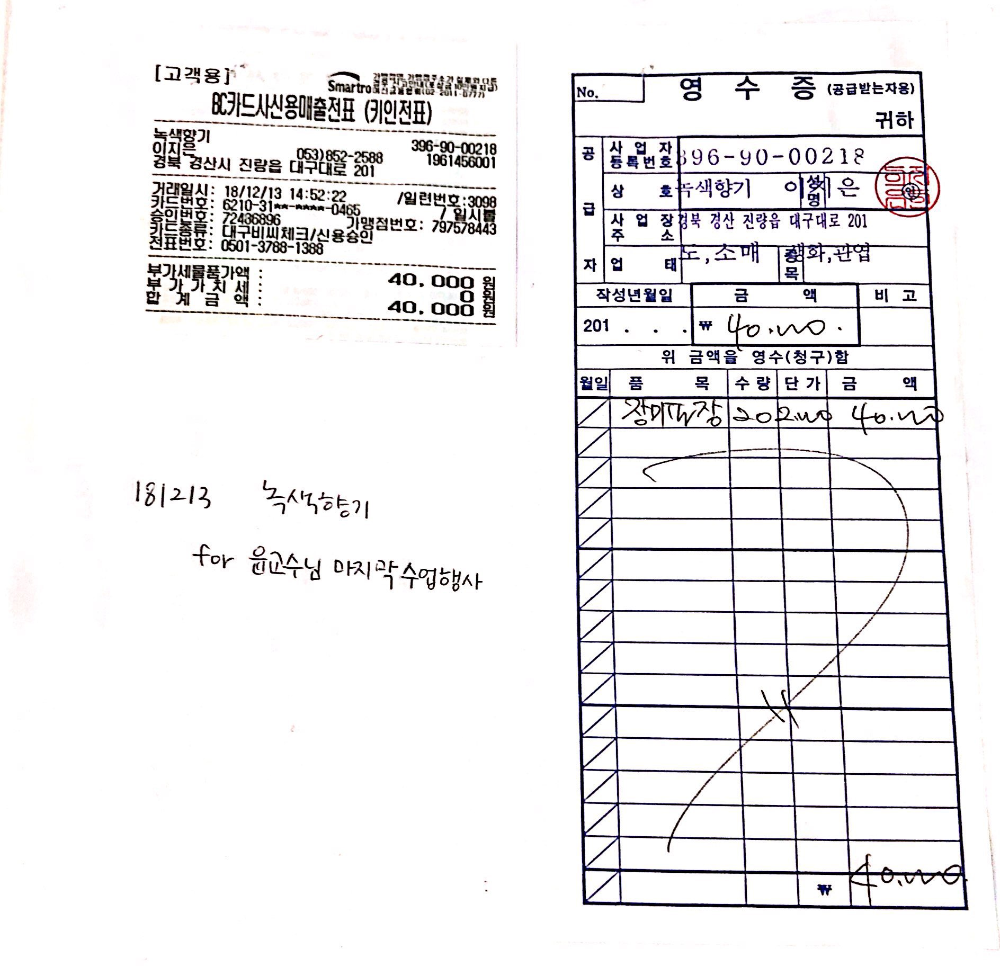 [고객용]
Smartro
BC카드사신용매출전표 (키인전표)
녹색향기 396-90-00218
이지은 053)852-2588 1961456001
경북 경산시 진량읍 대구대로 201
거래일시: 18/12/13 14:52:22 /일련번호:3098
카드번호: 6210-31**-****-0465 / 일시불
승인번호: 72436896 가맹점번호: 797578443
카드종류: 대구비씨체크/신용승인
전표번호: 0501-3788-1388
부가세물품가액 : 40,000 원
부 가 가 치 세 : 0 원
합 계 금 액 : 40,000 원
181213 녹색향기
for 윤교수님 마지막 수업행사
No. 영 수 증 (공급받는자용)
귀하
공급자
사업자등록번호 396-90-00218
상 호 녹색향기 성명 이지은
사업장주소 경북 경산 진량읍 대구대로 201
업 태 도,소매 종목 생화,관엽
작성년월일 금 액 비 고
201 . . . ₩ 40.000.
위 금액을 영수(청구)함
월일 품 목 수량 단가 금 액
20 2.000 40.000
₩ 40.000